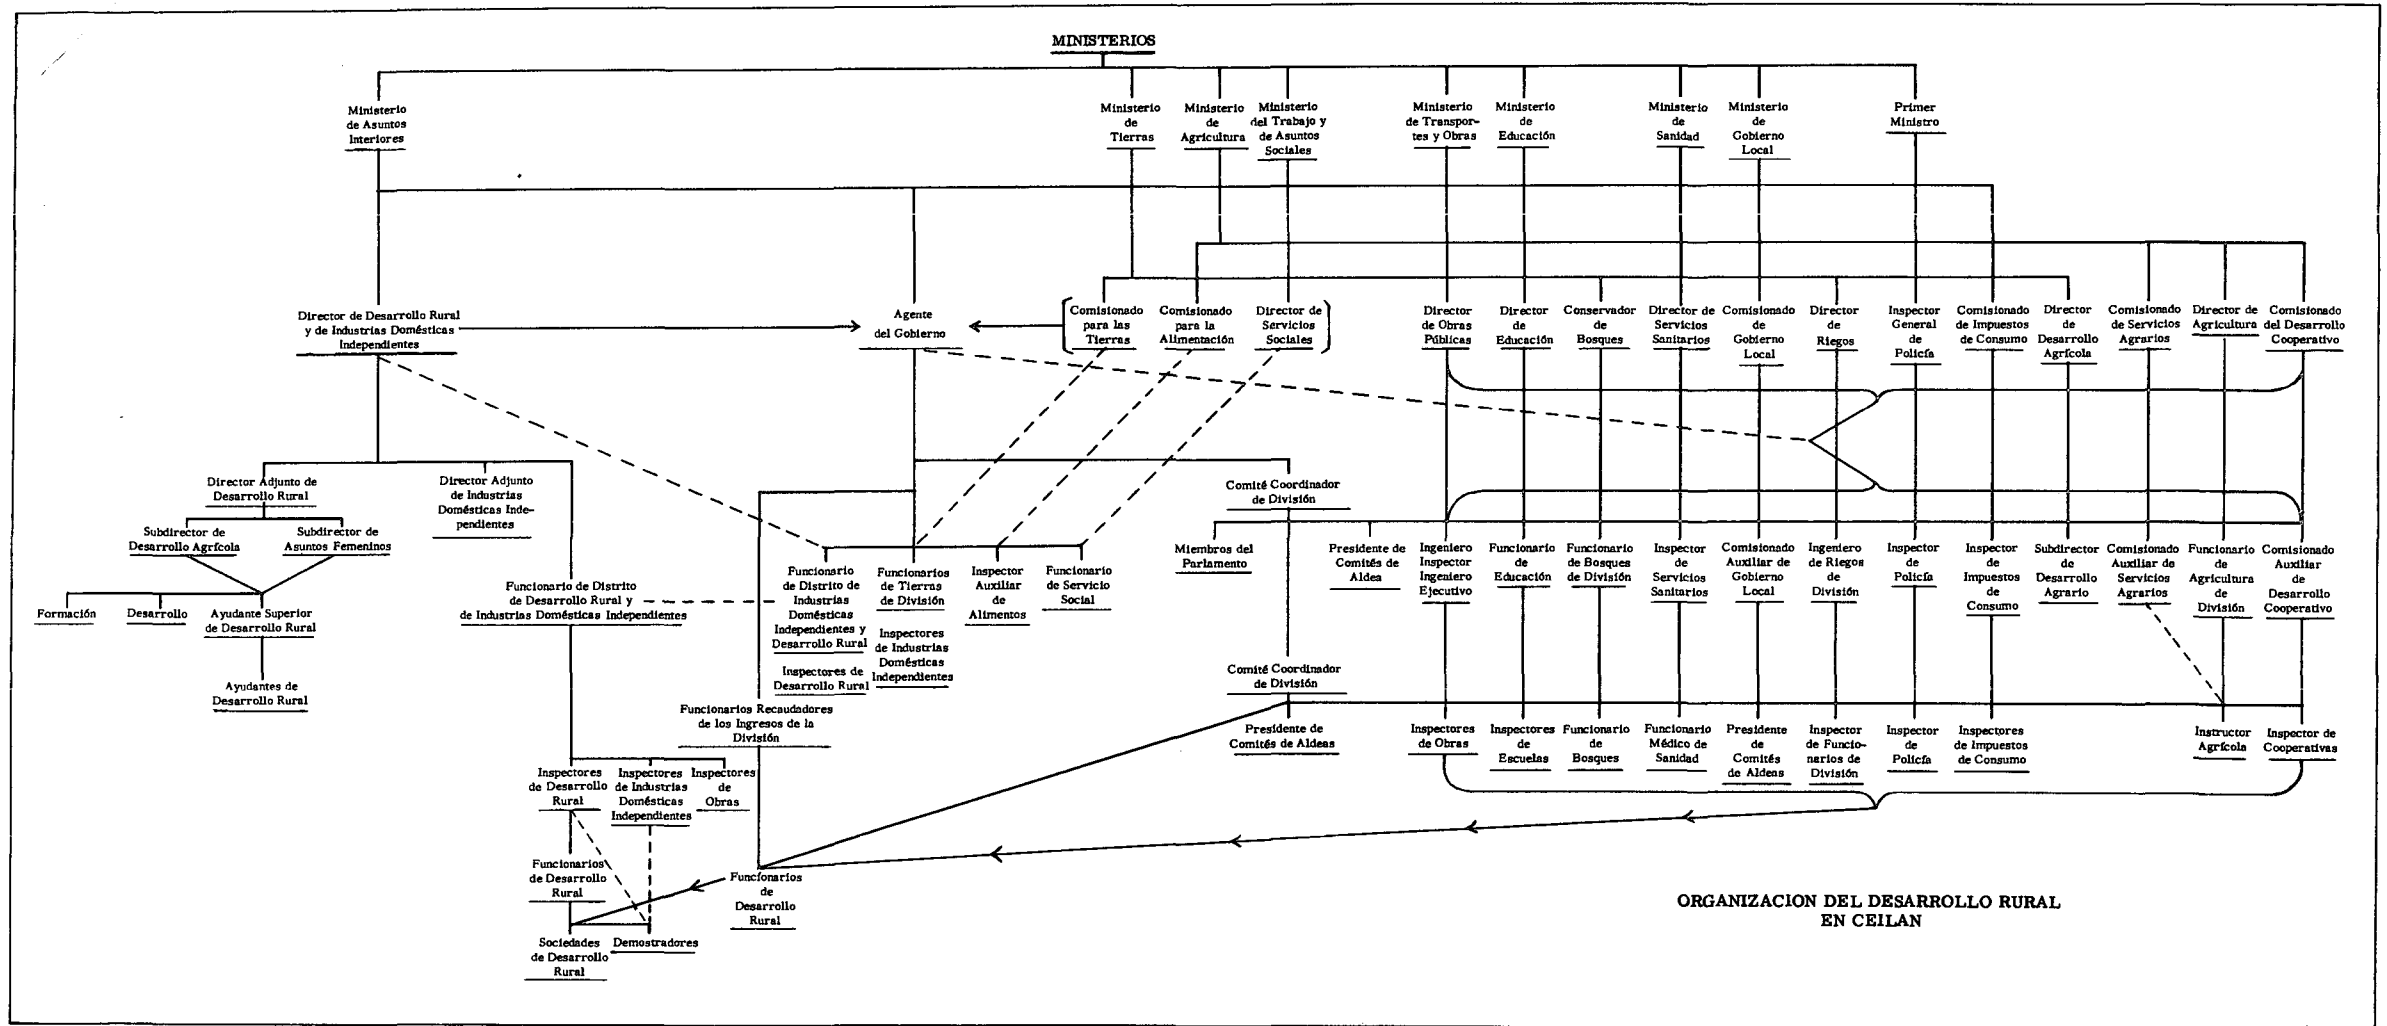 MINISTERIOS
Ministerio
de Asuntos
Interiores
Ministerio
de
Tierras
Ministerio
de
Agricultura
Ministerio
del Trabajo y
de Asuntos
Sociales
Ministerio
de Transpor-
tes y Obras
Ministerio
de
Educación
Ministerio
de
Sanidad
Ministerio
de
Gobierno
Local
Primer
Ministro
Director de Desarrollo Rural
y de Industrias Domésticas
Independientes
Agente
del Gobierno
Comisionado
para las
Tierras
Comisionado
para la
Alimentación
Director de
Servicios
Sociales
Director
de Obras
Públicas
Director
de
Educación
Conservador
de
Bosques
Director de
Servicios
Sanitarios
Comisionado
de
Gobierno
Local
Director
de
Riegos
Inspector
General
de
Policía
Comisionado
de Impuestos
de Consumo
Director
de
Desarrollo
Agrícola
Comisionado
de Servicios
Agrarios
Director de
Agricultura
Comisionado
del Desarrollo
Cooperativo
Director Adjunto de
Desarrollo Rural
Director Adjunto
de Industrias
Domésticas Inde-
pendientes
Comité Coordinador
de División
Subdirector de
Desarrollo Agrícola
Subdirector de
Asuntos Femeninos
Formación
Desarrollo
Ayudante Superior
de Desarrollo Rural
Ayudantes de
Desarrollo Rural
Funcionario de Distrito
de Desarrollo Rural y
de Industrias Domésticas Independientes
Funcionario
de Distrito de
Industrias
Domésticas
Independientes y
Desarrollo Rural
Inspectores de
Desarrollo Rural
Funcionarios
de Tierras
de División
Inspectores
de Industrias
Domésticas
Independientes
Inspector
Auxiliar
de
Alimentos
Funcionario
de Servicio
Social
Miembros del
Parlamento
Presidente de
Comités de
Aldea
Ingeniero
Inspector
Ingeniero
Ejecutivo
Funcionario
de
Educación
Funcionario
de Bosques
de División
Inspector
de
Servicios
Sanitarios
Comisionado
Auxiliar de
Gobierno
Local
Ingeniero
de Riegos
de
División
Inspector
de
Policía
Inspector
de
Impuestos
de
Consumo
Subdirector
de
Desarrollo
Agrario
Comisionado
Auxiliar de
Servicios
Agrarios
Funcionario
de
Agricultura
de
División
Comisionado
Auxiliar
de
Desarrollo
Cooperativo
Comité Coordinador
de División
Funcionarios Recaudadores
de los Ingresos de la
División
Presidente de
Comités de Aldeas
Inspectores
de Obras
Inspectores
de
Escuelas
Funcionario
de
Bosques
Funcionario
Médico de
Sanidad
Presidente
de
Comités
de Aldeas
Inspector
de Funcio-
narios de
División
Inspector
de
Policía
Inspectores
de Impuestos
de Consumo
Instructor
Agrícola
Inspector de
Cooperativas
Inspectores
de Desarrollo
Rural
Inspectores
de Industrias
Domésticas
Independientes
Inspectores
de
Obras
Funcionarios
de Desarrollo
Rural
Funcionarios
de
Desarrollo
Rural
Sociedades
de Desarrollo
Rural
Demostradores
ORGANIZACION DEL DESARROLLO RURAL
EN CEILAN